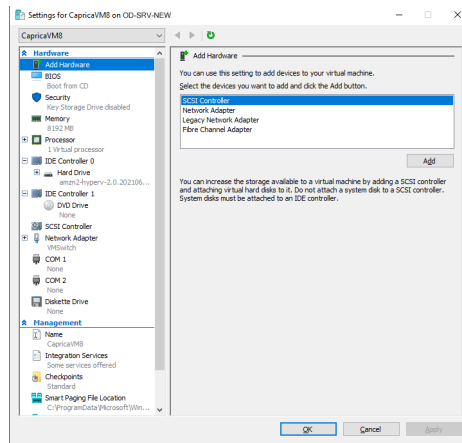 Settings for CapricaVM8 on OD-SRV-NEW
CapricaVM8
Hardware
Add Hardware
BIOS
Boot from CD
Security
Key Storage Drive disabled
Memory
8192 MB
Processor
1 Virtual processor
IDE Controller 0
Hard Drive
amzn2-hyperv-2.0.202106...
IDE Controller 1
DVD Drive
None
SCSI Controller
Network Adapter
VMSwitch
COM 1
None
COM 2
None
Diskette Drive
None
Management
Name
CapricaVM8
Integration Services
Some services offered
Checkpoints
Standard
Smart Paging File Location
C:\ProgramData\Microsoft\Win...
Add Hardware
You can use this setting to add devices to your virtual machine.
Select the devices you want to add and click the Add button.
SCSI Controller
Network Adapter
Legacy Network Adapter
Fibre Channel Adapter
Add
You can increase the storage available to a virtual machine by adding a SCSI controller
and attaching virtual hard disks to it. Do not attach a system disk to a SCSI controller.
System disks must be attached to an IDE controller.
OK
Cancel
Apply